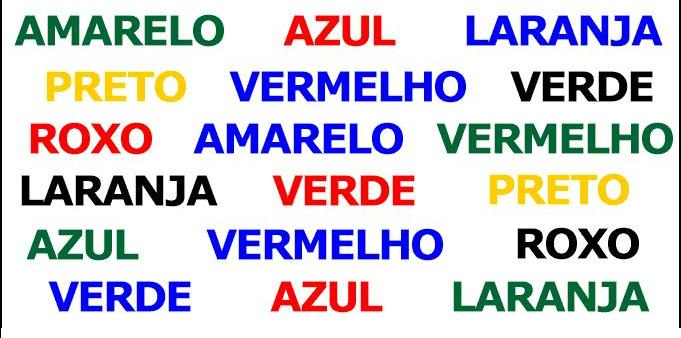 AMARELO AZUL LARANJA
PRETO VERMELHO VERDE
ROXO AMARELO VERMELHO
LARANJA VERDE PRETO
AZUL VERMELHO ROXO
VERDE AZUL LARANJA